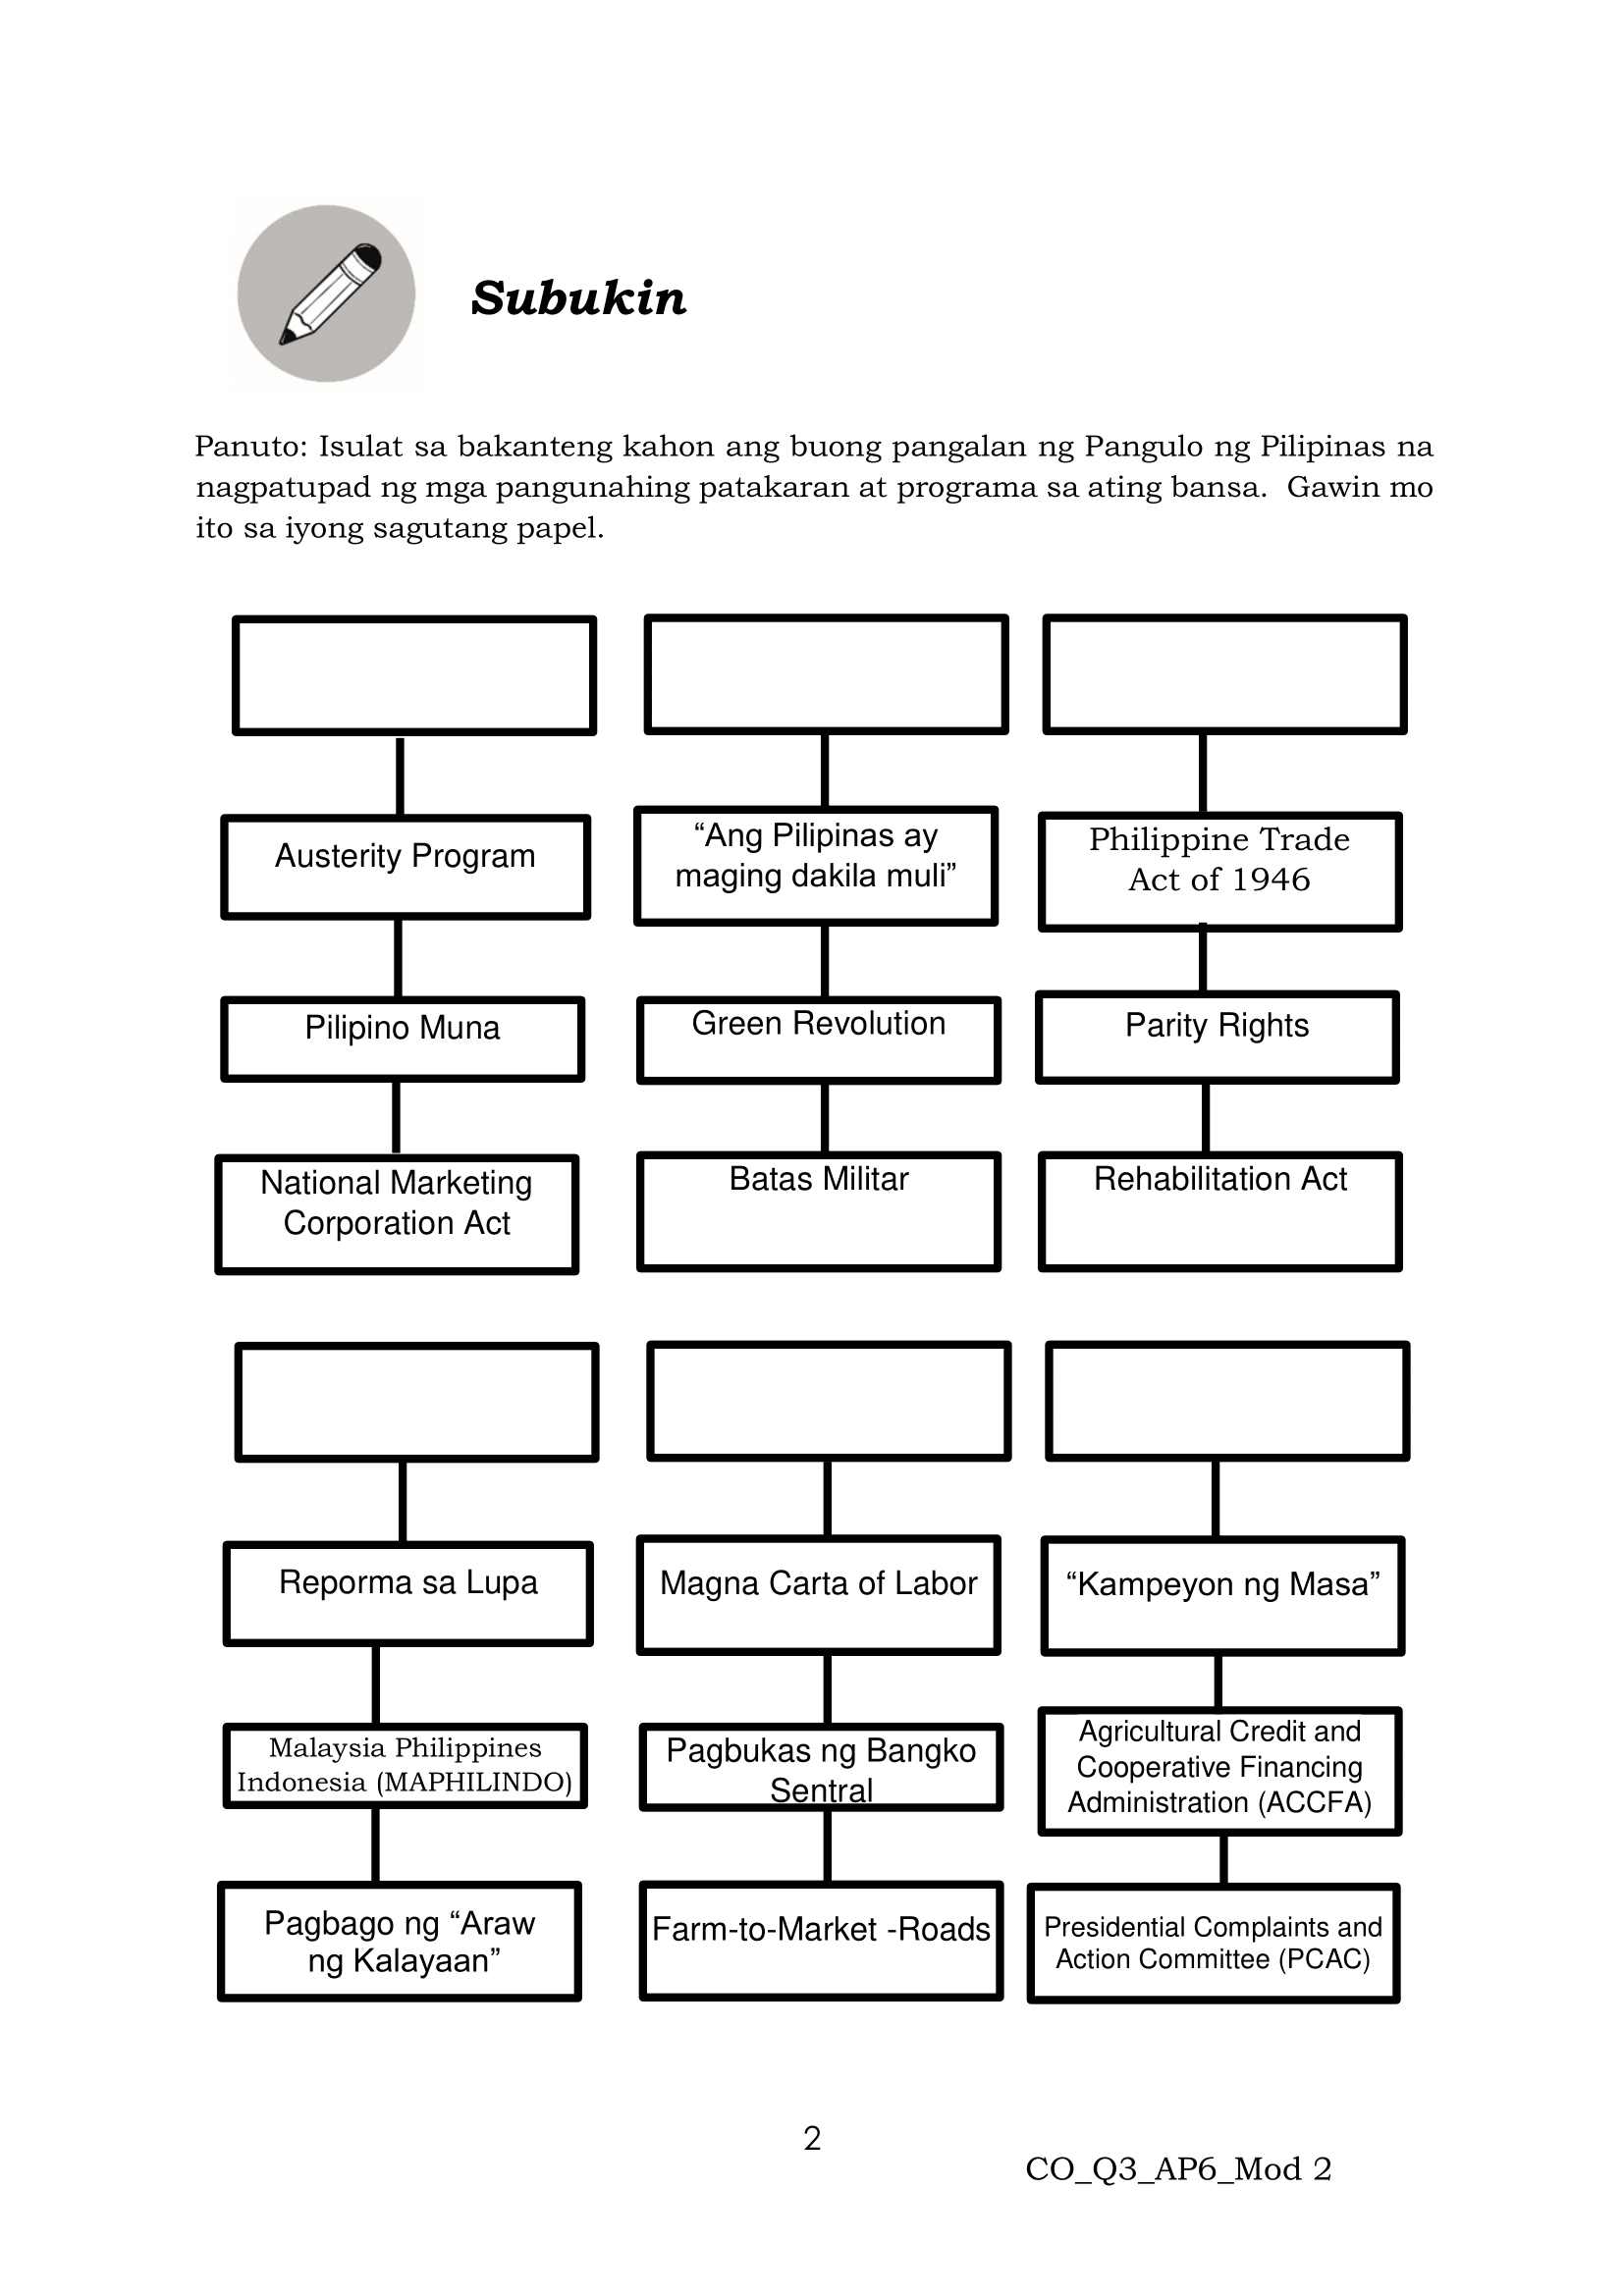 Subukin
Panuto: Isulat sa bakanteng kahon ang buong pangalan ng Pangulo ng Pilipinas na
nagpatupad ng mga pangunahing patakaran at programa sa ating bansa.  Gawin mo
ito sa iyong sagutang papel.
Austerity Program
Pilipino Muna
National Marketing
Corporation Act
“Ang Pilipinas ay
maging dakila muli”
Green Revolution
Batas Militar
Philippine Trade
Act of 1946
Parity Rights
Rehabilitation Act
Reporma sa Lupa
Malaysia Philippines
Indonesia (MAPHILINDO)
Pagbago ng “Araw
ng Kalayaan”
Magna Carta of Labor
Pagbukas ng Bangko
Sentral
Farm-to-Market -Roads
“Kampeyon ng Masa”
Agricultural Credit and
Cooperative Financing
Administration (ACCFA)
Presidential Complaints and
Action Committee (PCAC)
2
CO_Q3_AP6_Mod 2